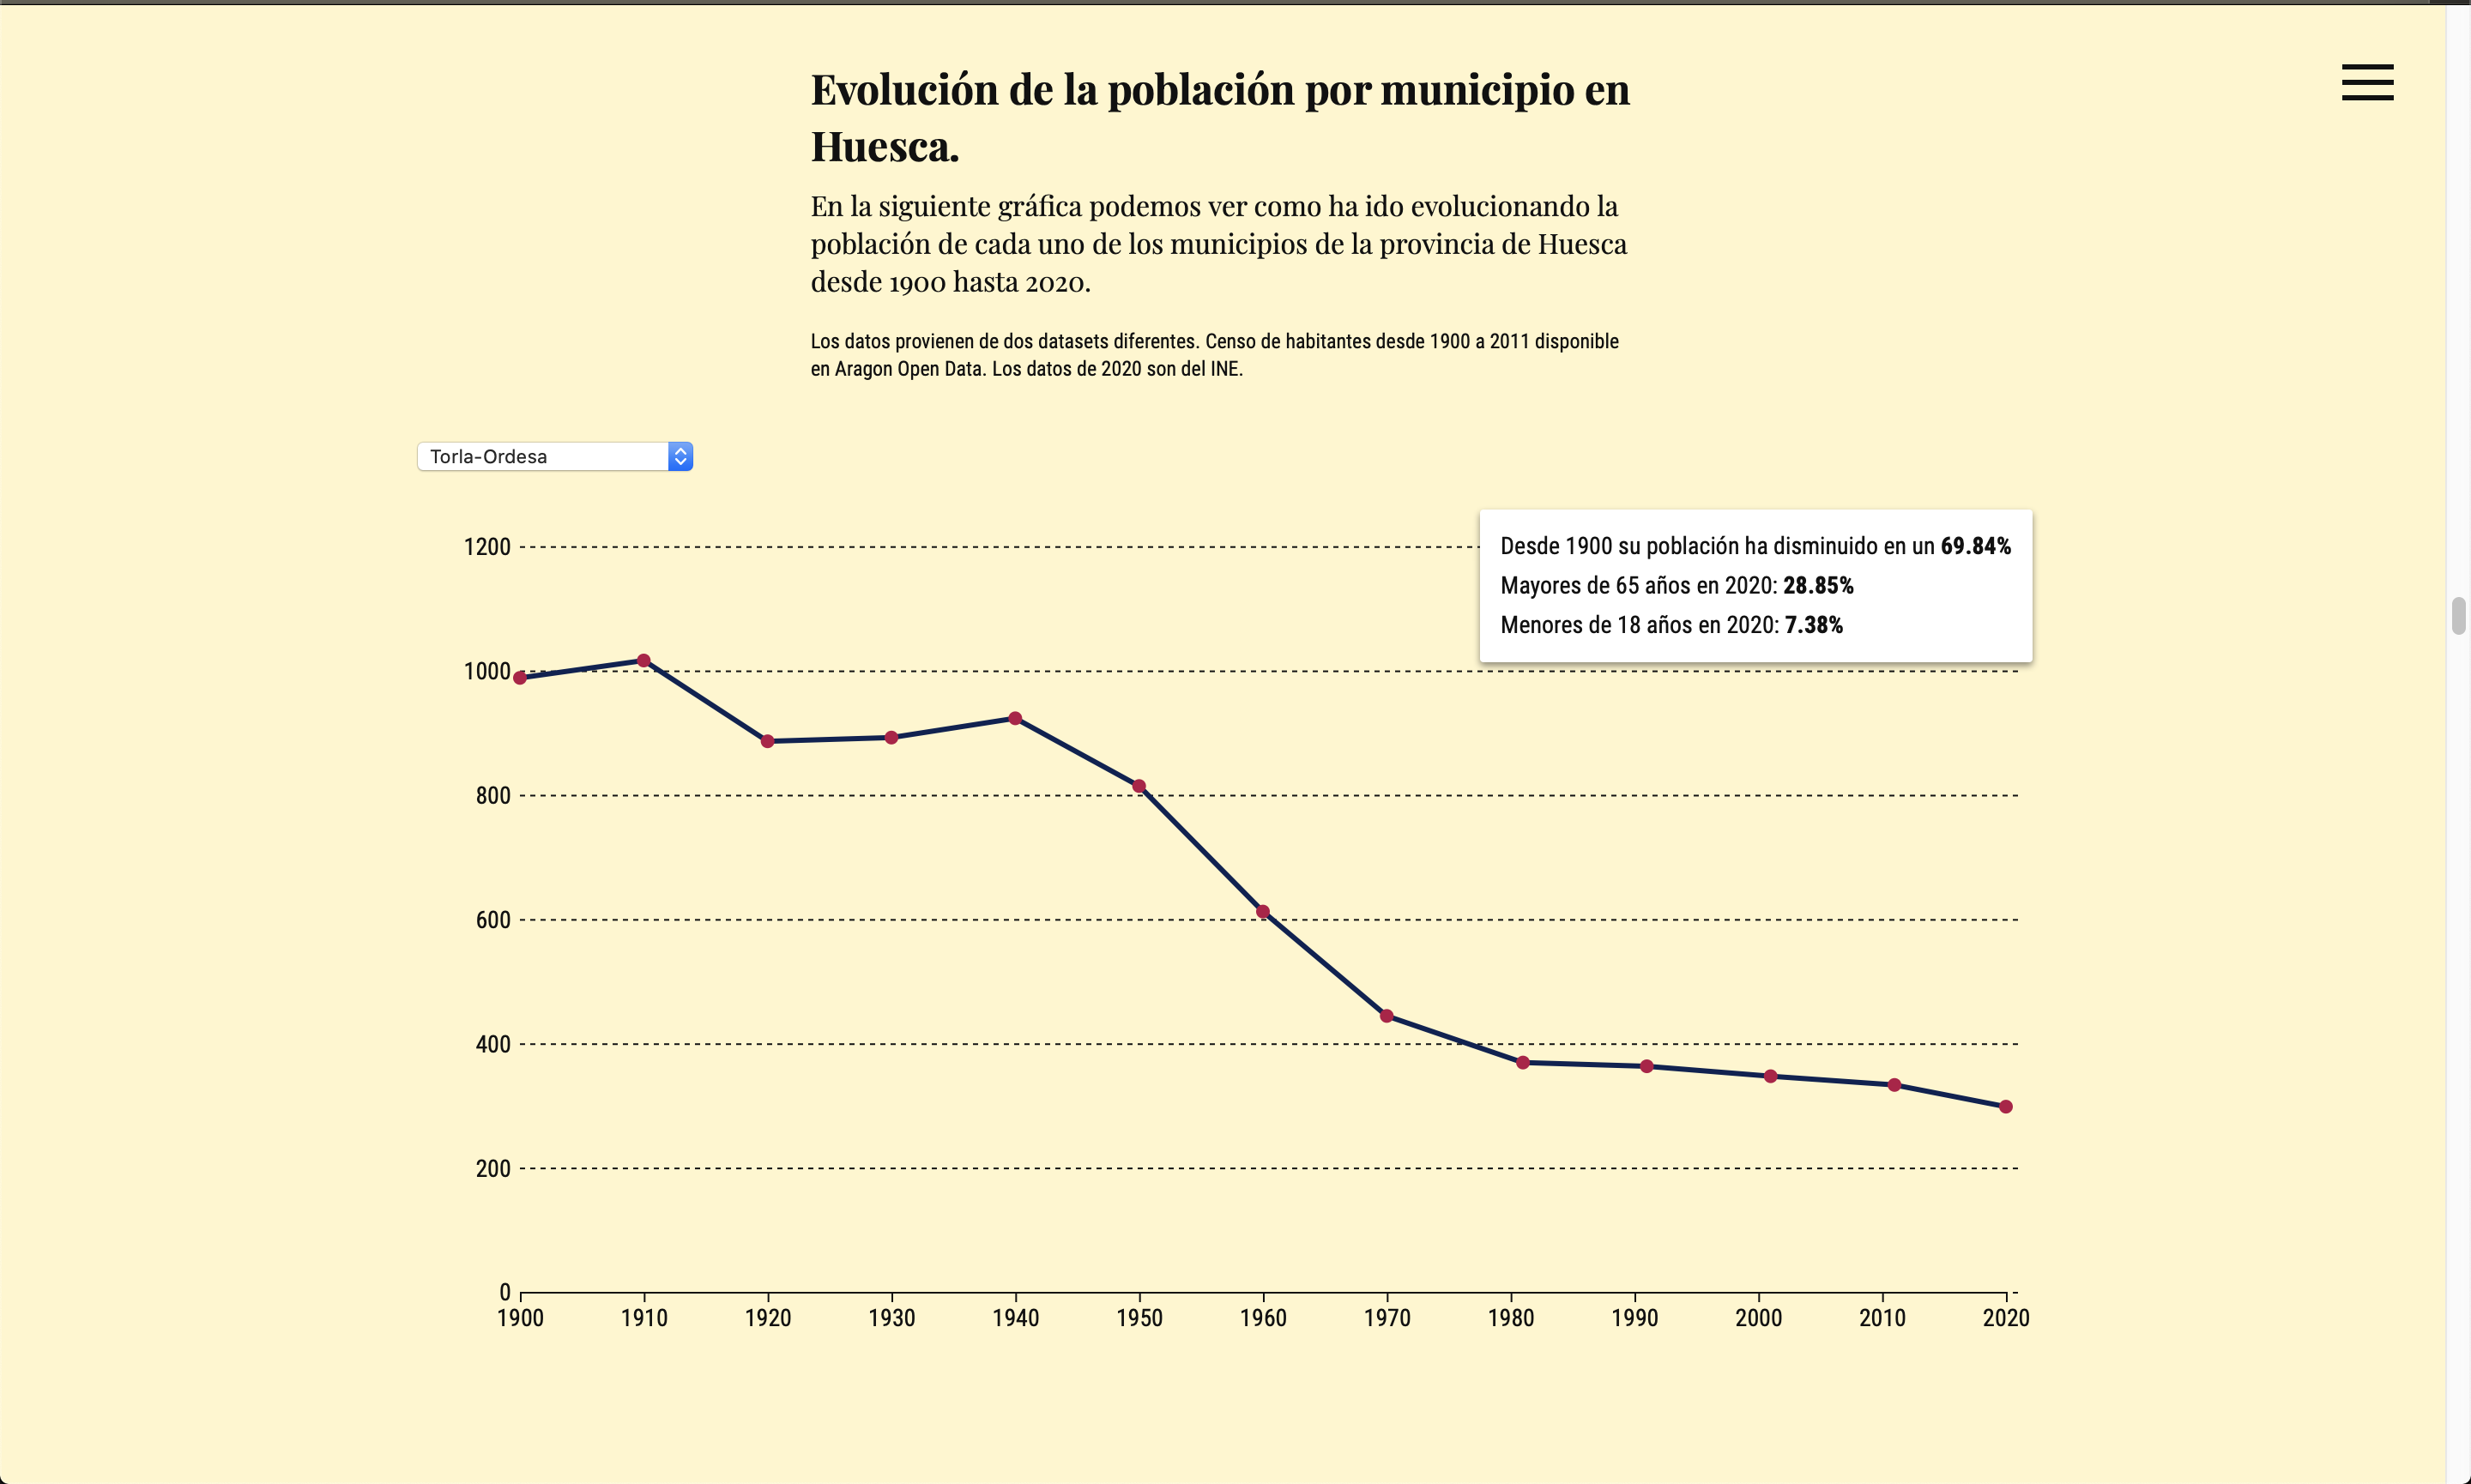 Evolución de la población por municipio en
Huesca.
En la siguiente gráfica podemos ver como ha ido evolucionando la
población de cada uno de los municipios de la provincia de Huesca
desde 1900 hasta 2020.
Los datos provienen de dos datasets diferentes. Censo de habitantes desde 1900 a 2011 disponible
en Aragon Open Data. Los datos de 2020 son del INE.
Torla-Ordesa
Desde 1900 su población ha disminuido en un 69.84%
Mayores de 65 años en 2020: 28.85%
Menores de 18 años en 2020: 7.38%
1200
1000
800
600
400
200
0
1900 1910 1920 1930 1940 1950 1960 1970 1980 1990 2000 2010 2020